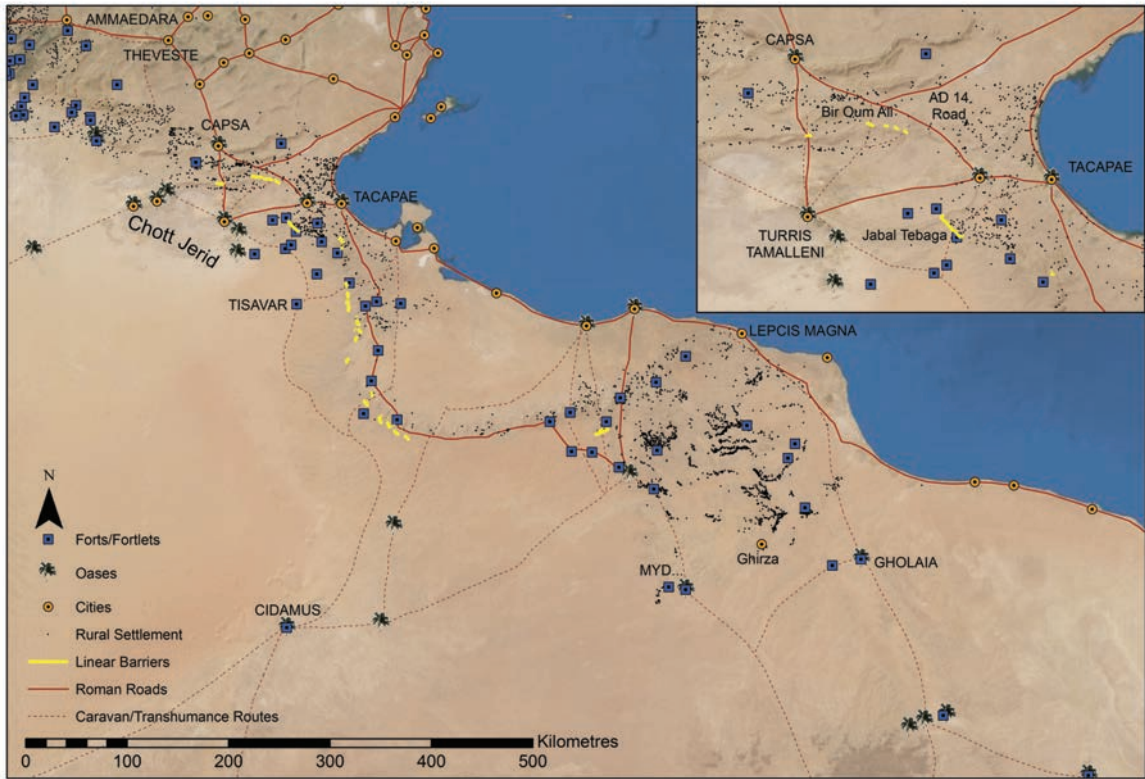 AMMAEDARA
THEVESTE
CAPSA
TACAPAE
Chott Jerid
TISAVAR
LEPCIS MAGNA
Ghirza
MYD
GHOLAIA
CIDAMUS
CAPSA
Bir Oum Ali
AD 14
Road
TACAPAE
TURRIS
TAMALLENI
Jabal Tebaga
N
Forts/Fortlets
Oases
Cities
Rural Settlement
Linear Barriers
Roman Roads
Caravan/Transhumance Routes
Kilometres
0 100 200 300 400 500